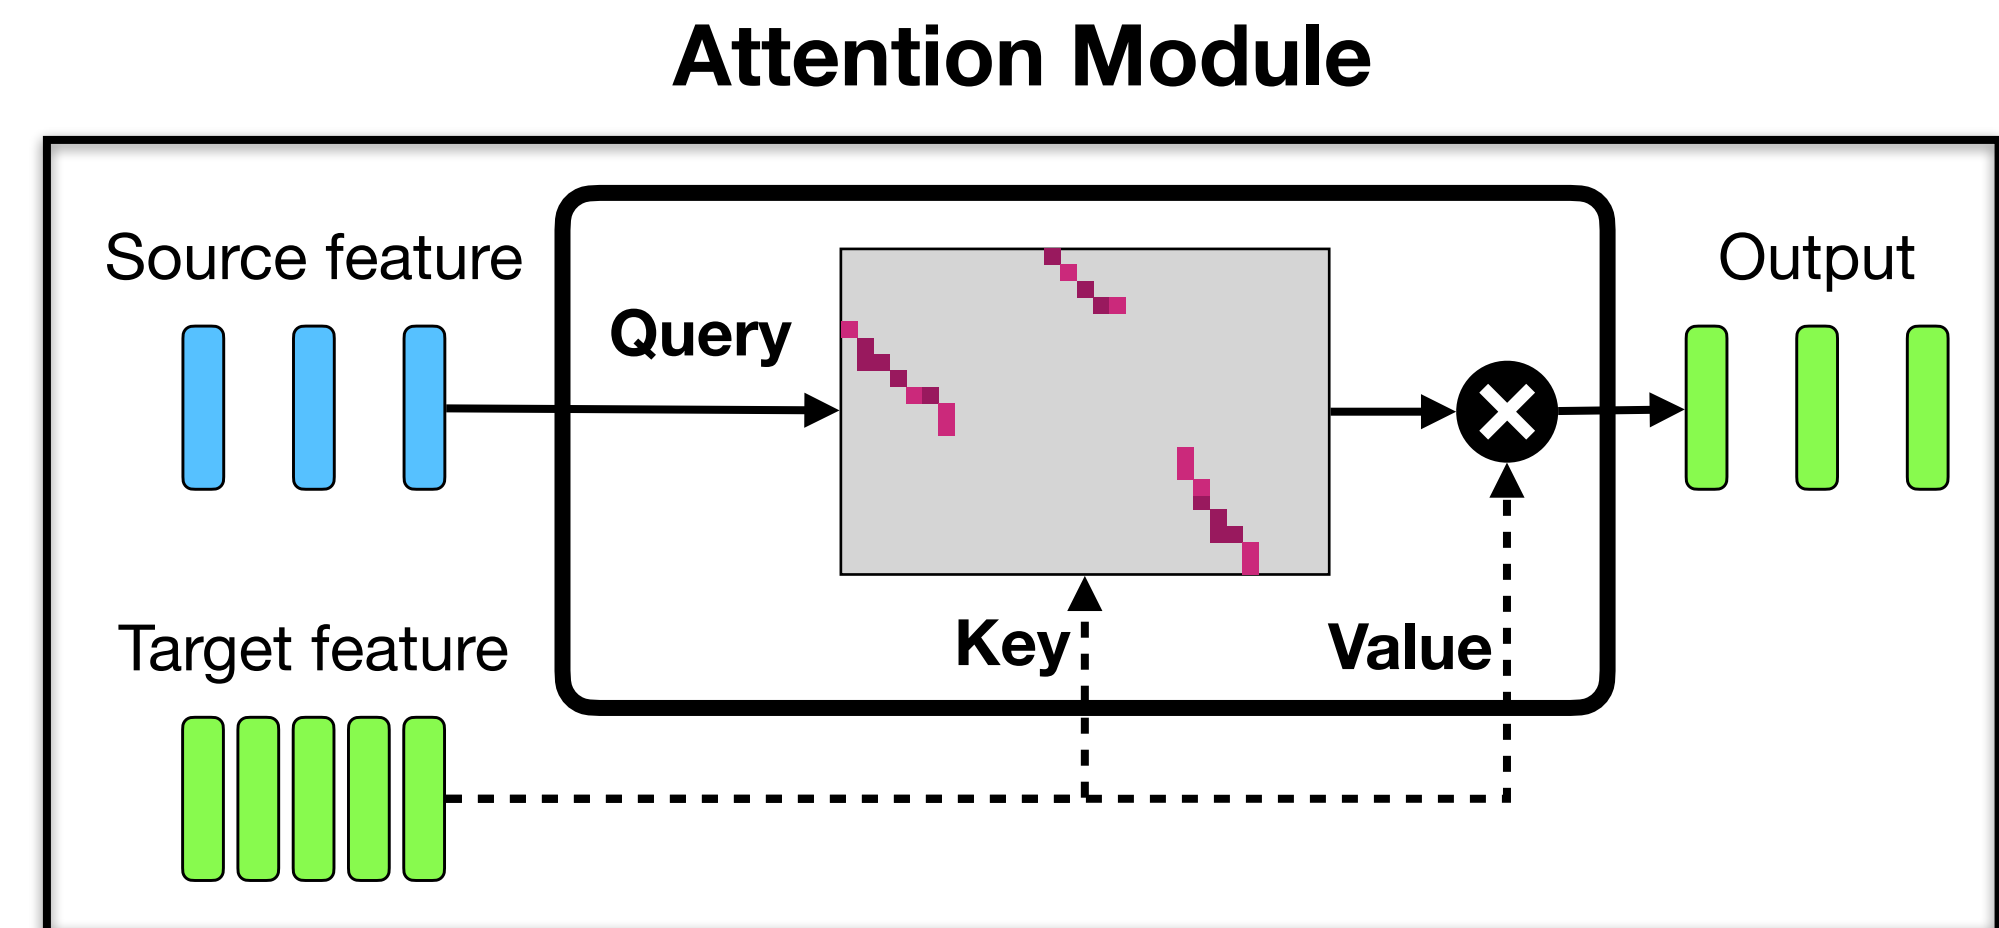 Attention Module
Source feature
Output
Query
Key
Value
Target feature